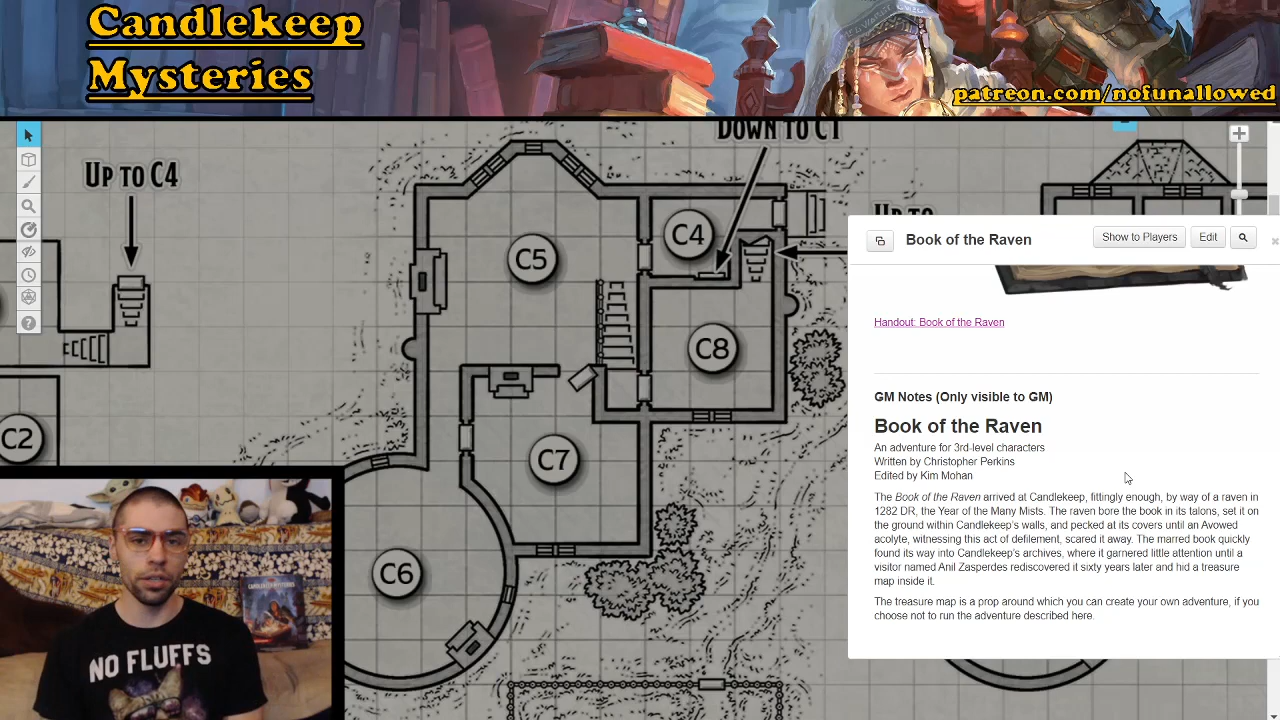 Candlekeep
Mysteries
patreon.com/nofunallowed
DOWN TO C1
UP TO C4
UP TO
C4
C5
C8
C2
C7
C6
Book of the Raven
Show to Players
Edit
Handout: Book of the Raven
GM Notes (Only visible to GM)
Book of the Raven
An adventure for 3rd-level characters
Written by Christopher Perkins
Edited by Kim Mohan
The Book of the Raven arrived at Candlekeep, fittingly enough, by way of a raven in
1282 DR, the Year of the Many Mists. The raven bore the book in its talons, set it on
the ground within Candlekeep's walls, and pecked at its covers until an Avowed
acolyte, witnessing this act of defilement, scared it away. The marred book quickly
found its way into Candlekeep's archives, where it garnered little attention until a
visitor named Anil Zasperdes rediscovered it sixty years later and hid a treasure
map inside it.
The treasure map is a prop around which you can create your own adventure, if you
choose not to run the adventure described here.
NO FLUFFS
CANDLEKEEP MYSTERIES